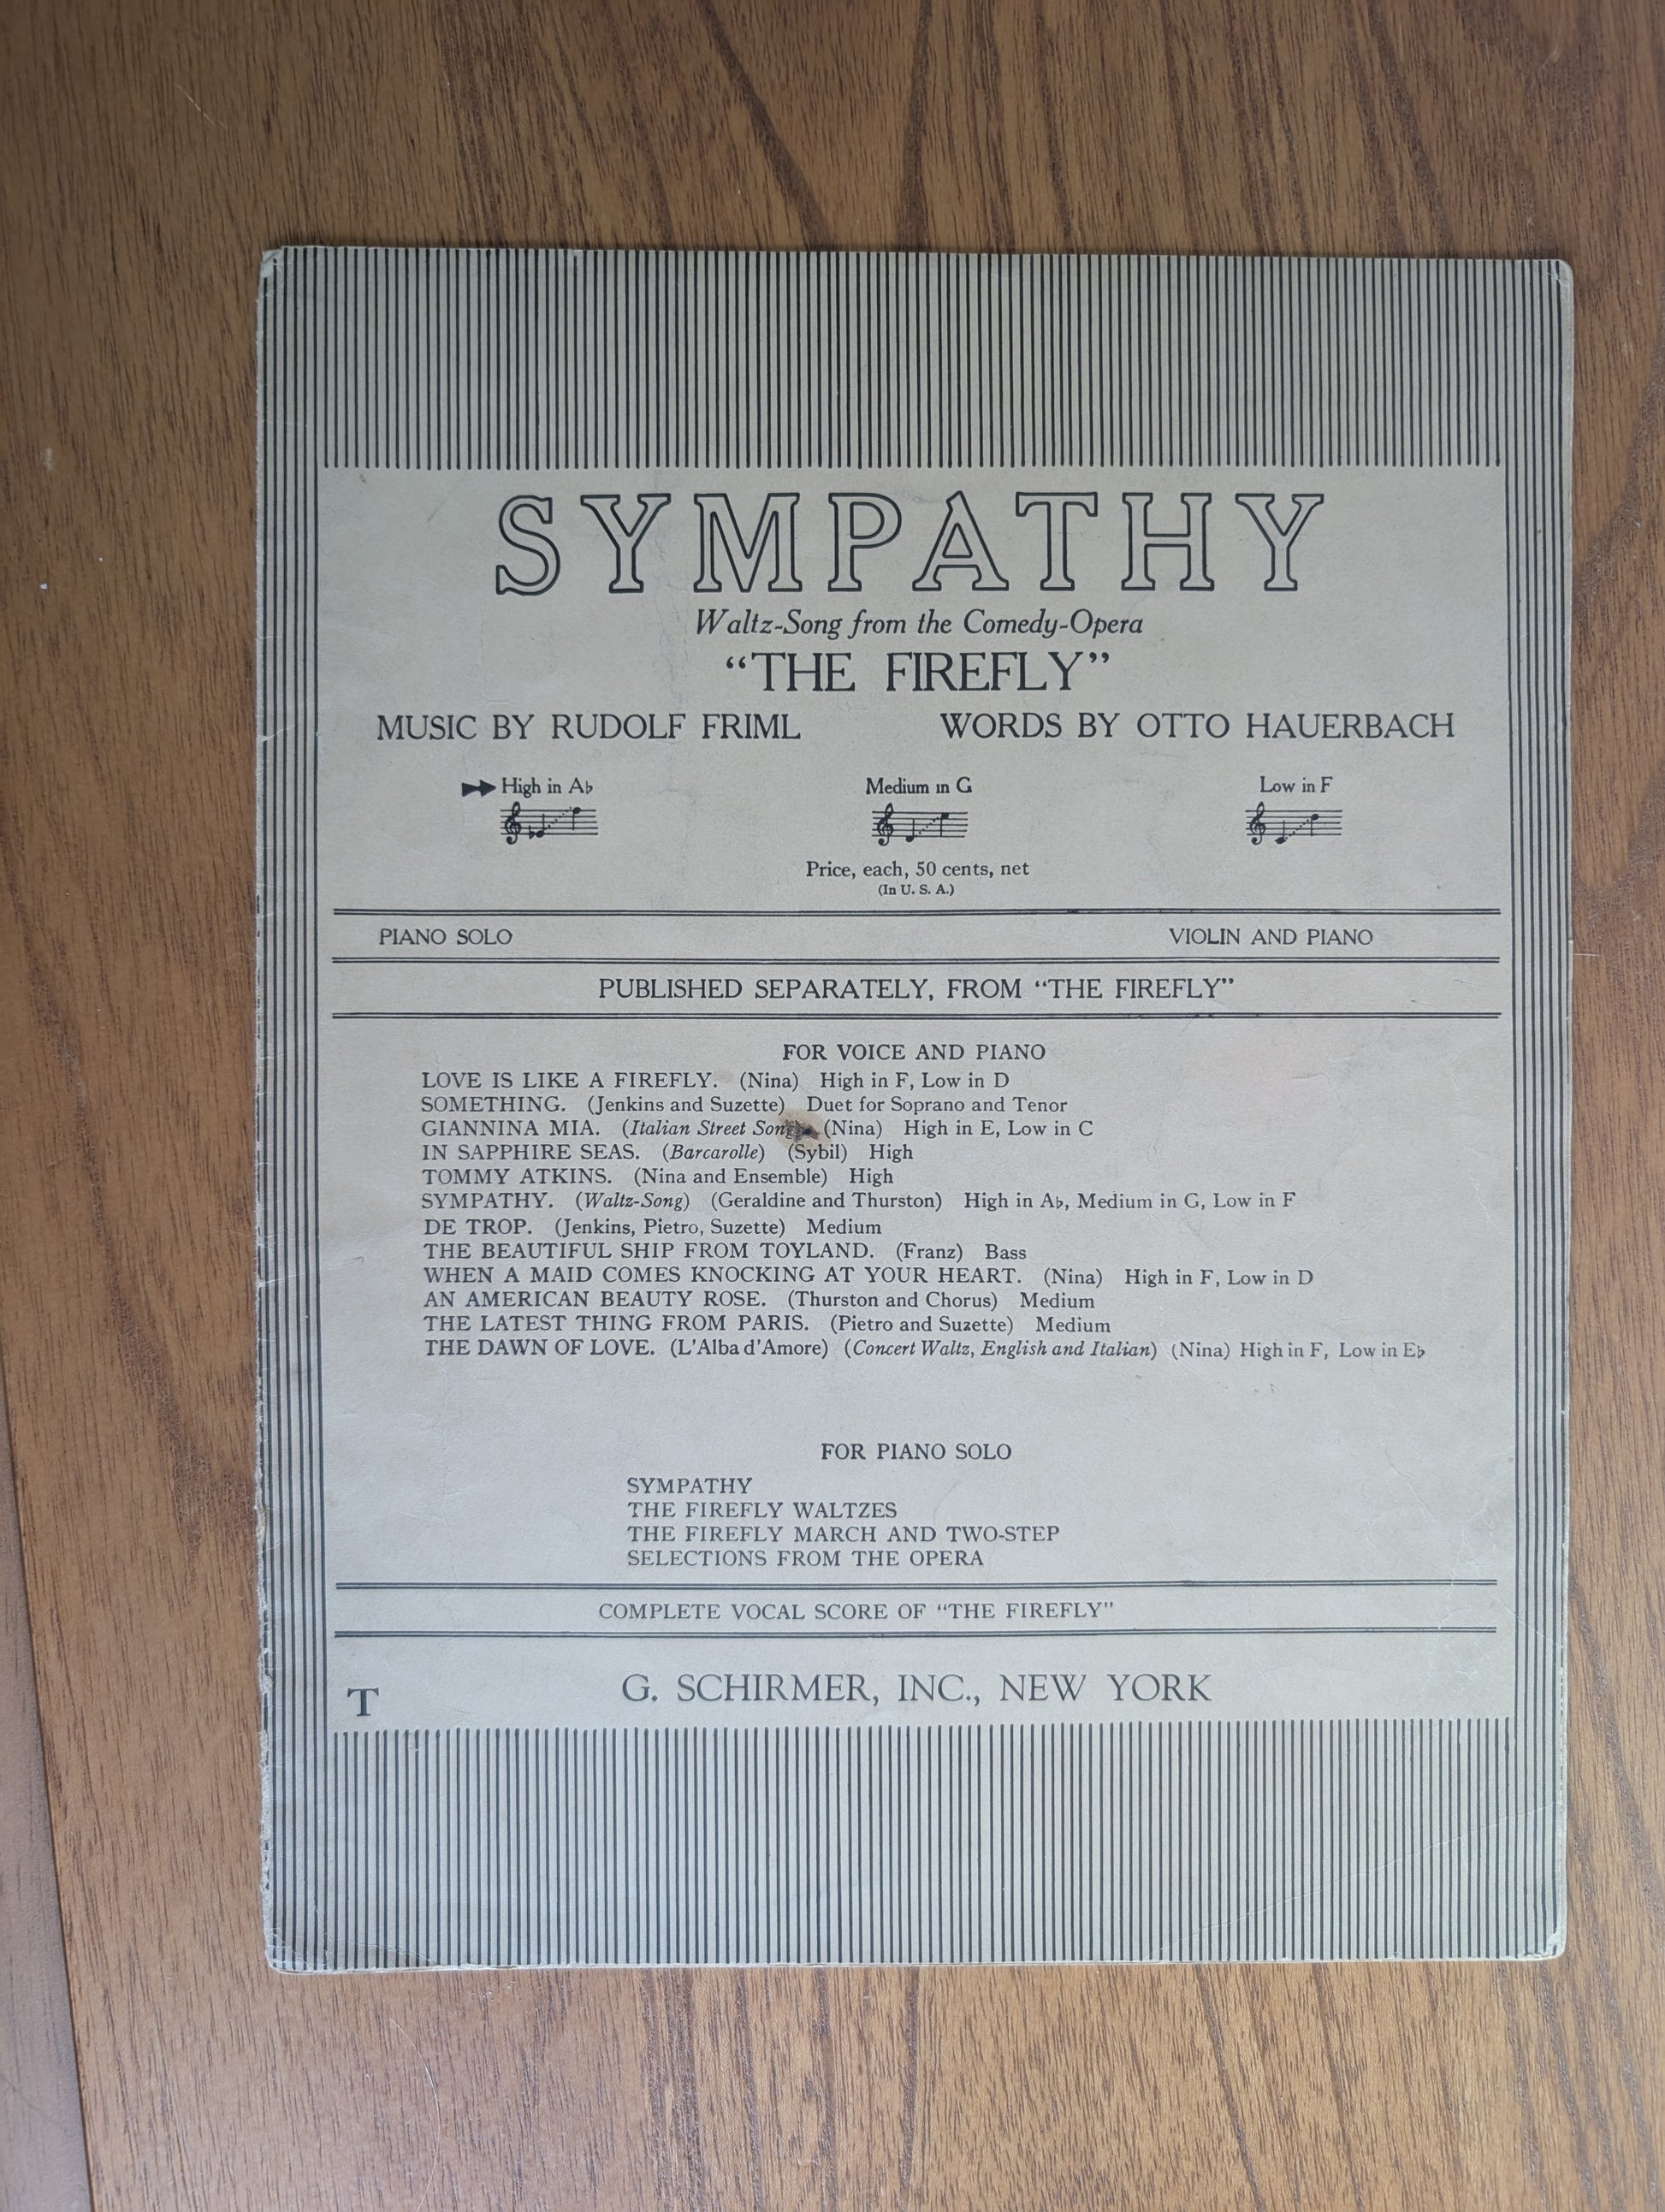 SYMPATHY
Waltz-Song from the Comedy-Opera
“THE FIREFLY”
MUSIC BY RUDOLF FRIML WORDS BY OTTO HAUERBACH
High in A♭ Medium in G Low in F
Price, each, 50 cents, net
(In U. S. A.)
PIANO SOLO VIOLIN AND PIANO
PUBLISHED SEPARATELY, FROM “THE FIREFLY”
FOR VOICE AND PIANO
LOVE IS LIKE A FIREFLY. (Nina) High in F, Low in D
SOMETHING. (Jenkins and Suzette) Duet for Soprano and Tenor
GIANNINA MIA. (Italian Street Song) (Nina) High in E, Low in C
IN SAPPHIRE SEAS. (Barcarolle) (Sybil) High
TOMMY ATKINS. (Nina and Ensemble) High
SYMPATHY. (Waltz-Song) (Geraldine and Thurston) High in A♭, Medium in G, Low in F
DE TROP. (Jenkins, Pietro, Suzette) Medium
THE BEAUTIFUL SHIP FROM TOYLAND. (Franz) Bass
WHEN A MAID COMES KNOCKING AT YOUR HEART. (Nina) High in F, Low in D
AN AMERICAN BEAUTY ROSE. (Thurston and Chorus) Medium
THE LATEST THING FROM PARIS. (Pietro and Suzette) Medium
THE DAWN OF LOVE. (L’Alba d’Amore) (Concert Waltz, English and Italian) (Nina) High in F, Low in E♭
FOR PIANO SOLO
SYMPATHY
THE FIREFLY WALTZES
THE FIREFLY MARCH AND TWO-STEP
SELECTIONS FROM THE OPERA
COMPLETE VOCAL SCORE OF “THE FIREFLY”
T G. SCHIRMER, INC., NEW YORK